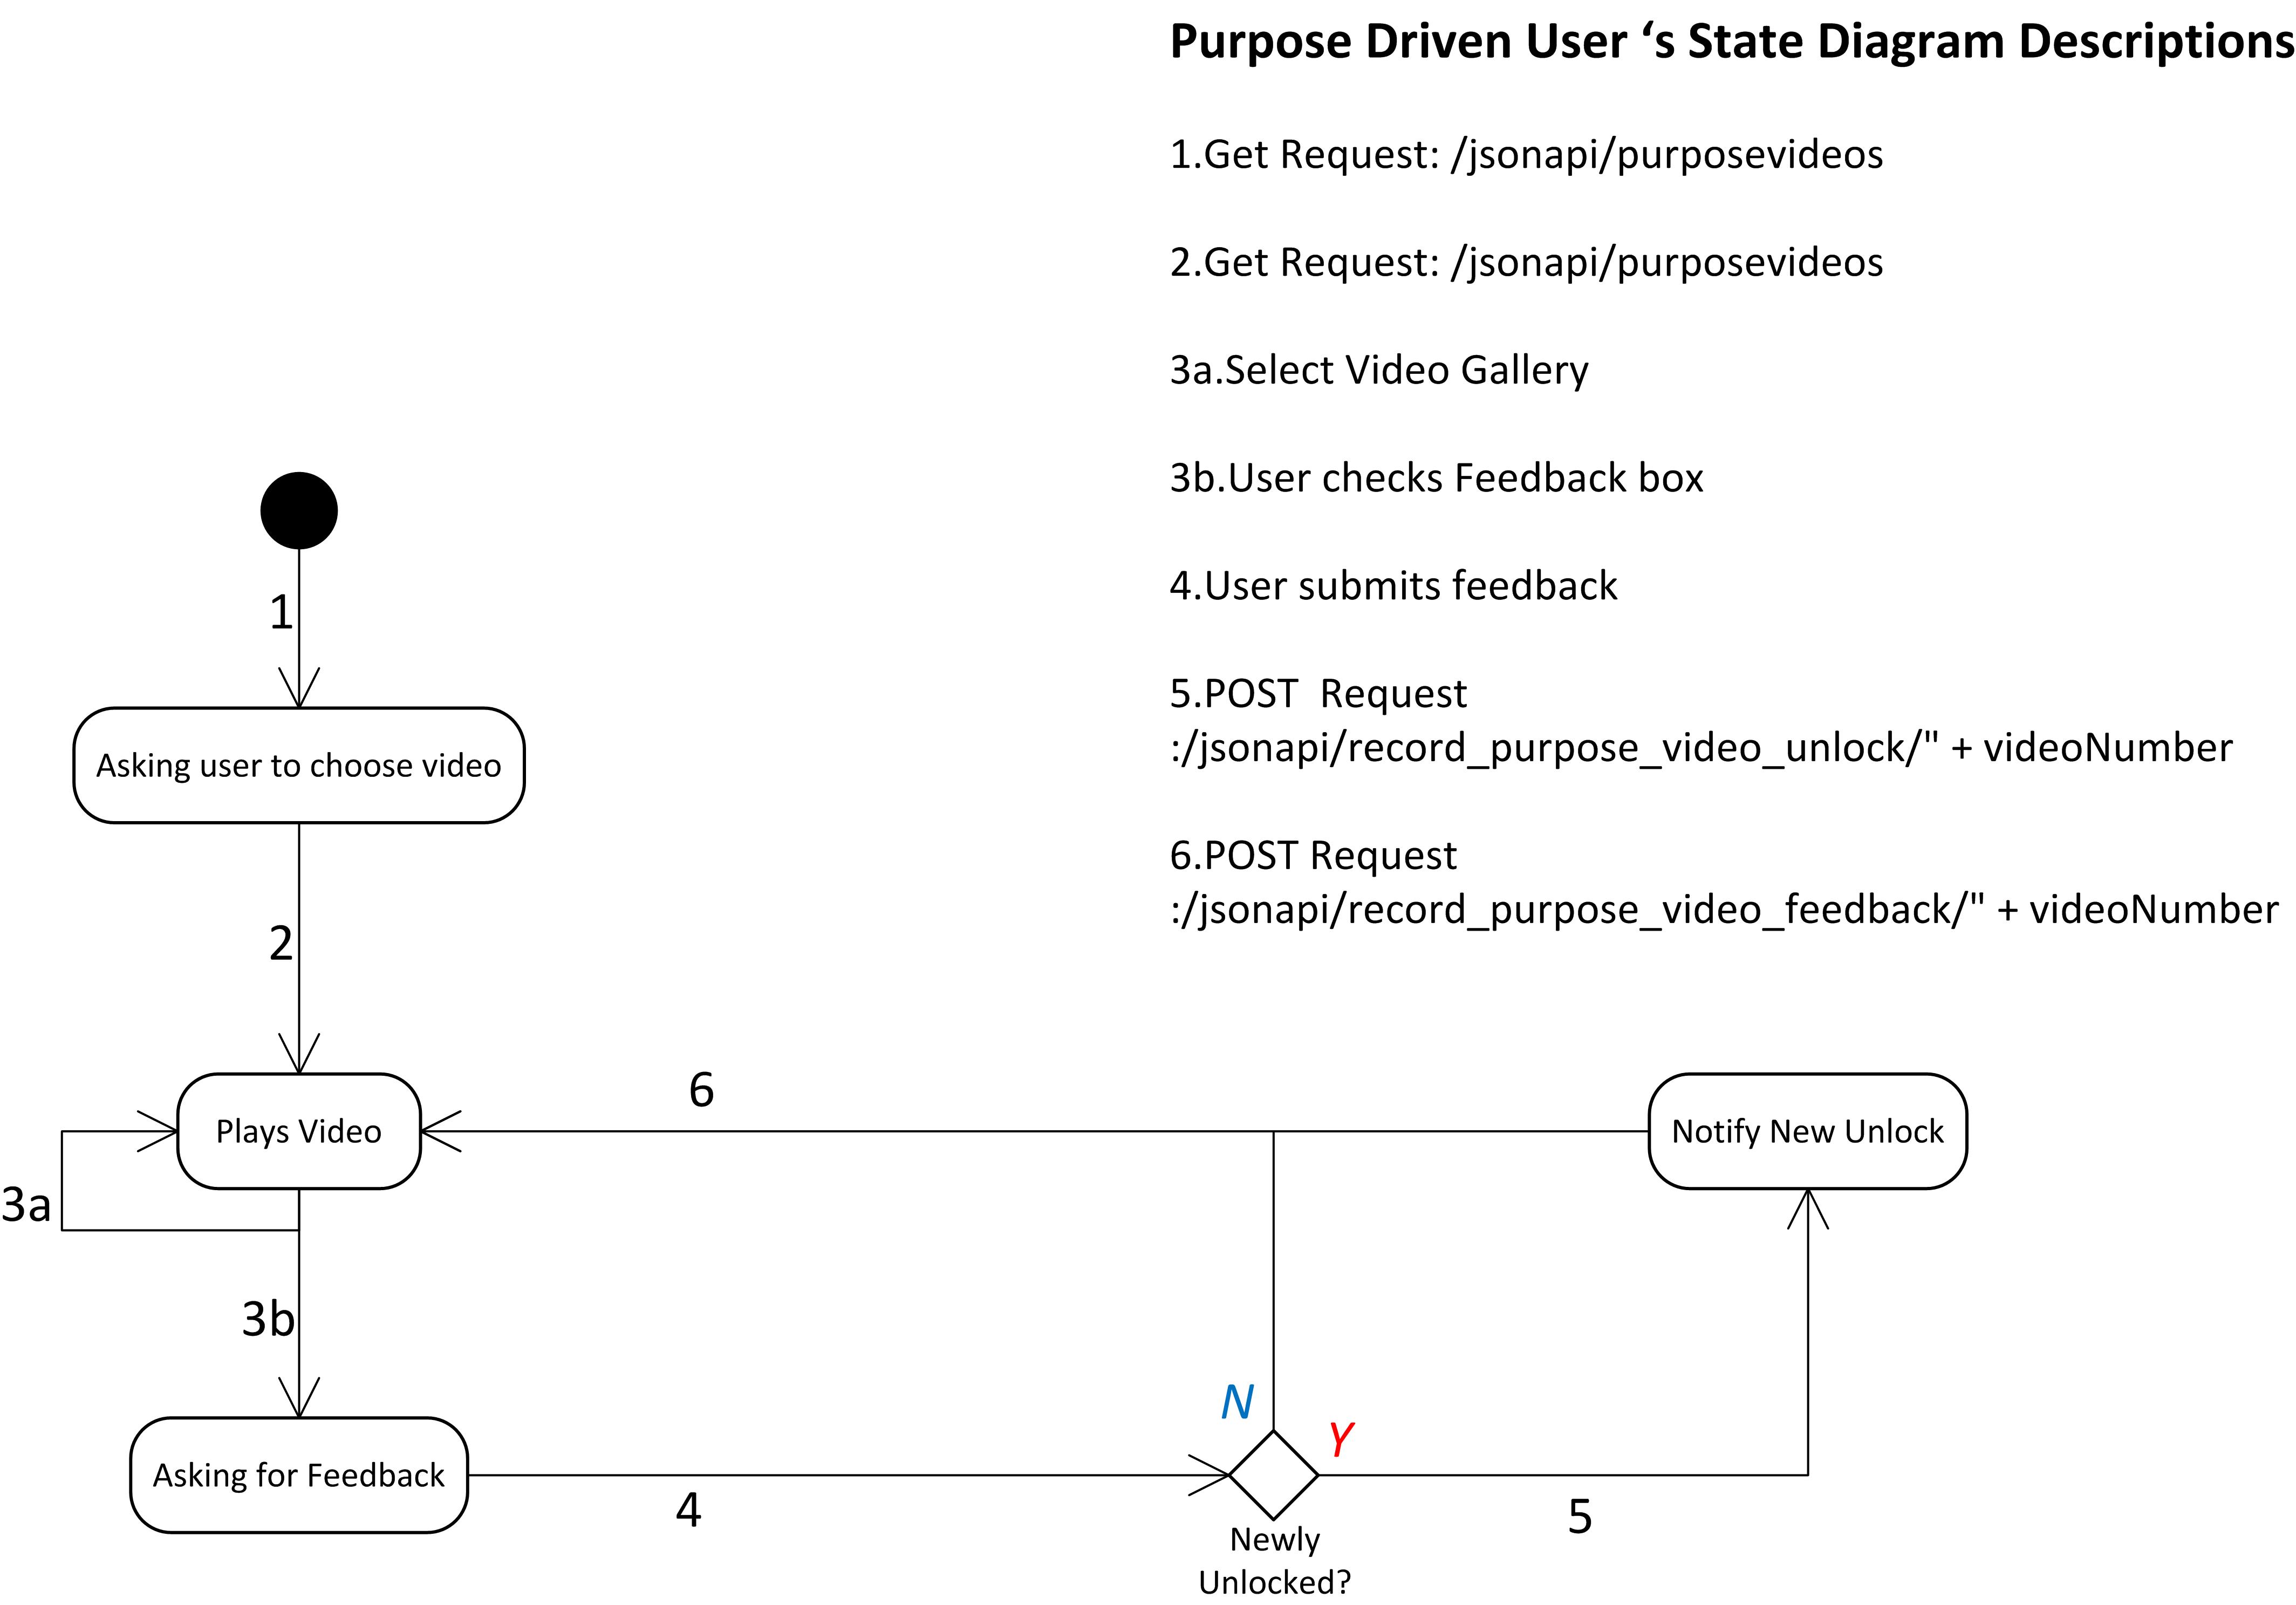 Purpose Driven User ‘s State Diagram Descriptions
1.Get Request: /jsonapi/purposevideos
2.Get Request: /jsonapi/purposevideos
3a.Select Video Gallery
3b.User checks Feedback box
4.User submits feedback
5.POST  Request
:/jsonapi/record_purpose_video_unlock/" + videoNumber
6.POST Request
:/jsonapi/record_purpose_video_feedback/" + videoNumber
1
Asking user to choose video
2
6
Plays Video
Notify New Unlock
3a
3b
N
Y
Asking for Feedback
4
5
Newly
Unlocked?